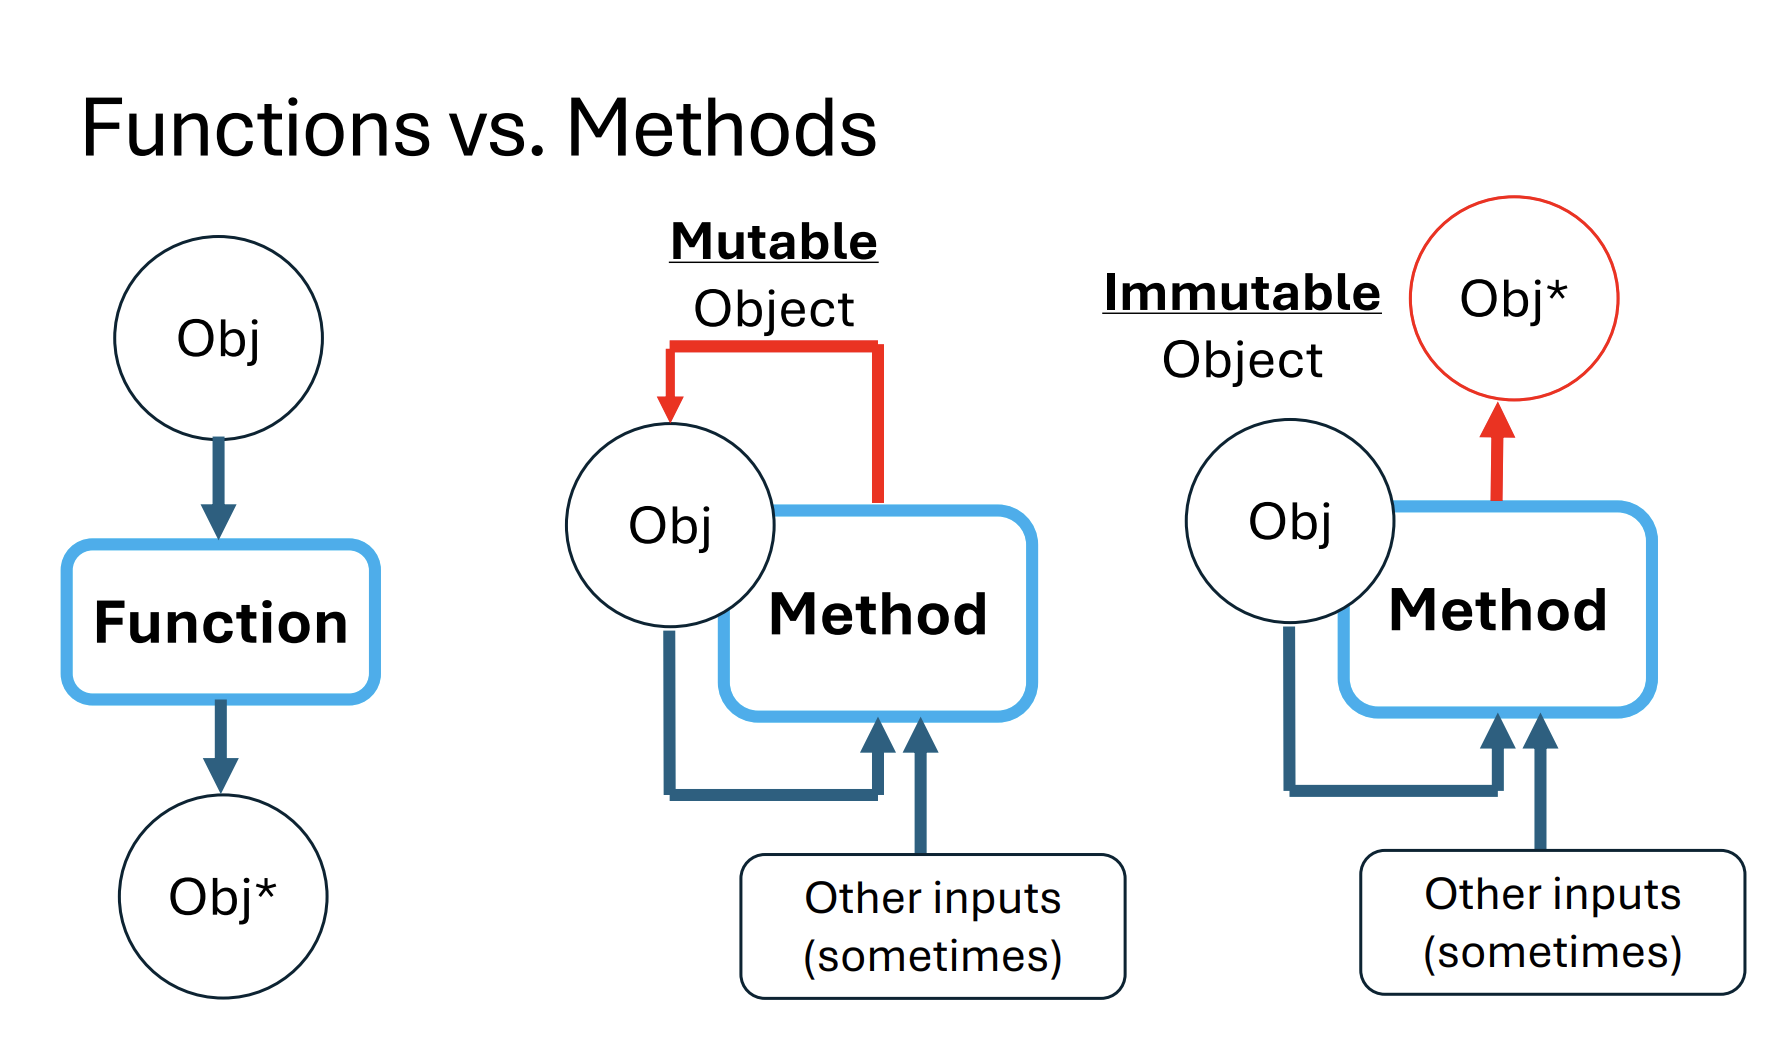 Functions vs. Methods
Obj
Function
Obj*
Mutable
Object
Obj
Method
Other inputs
(sometimes)
Immutable
Object
Obj*
Obj
Method
Other inputs
(sometimes)